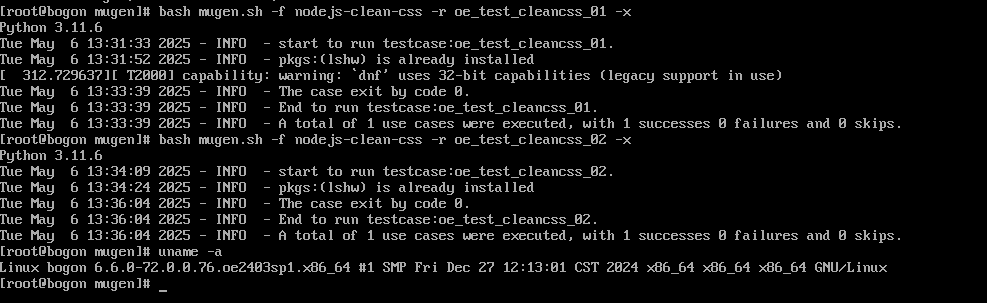 [root@bogon mugen]# bash mugen.sh -f nodejs-clean-css -r oe_test_cleancss_01 -x
Python 3.11.6
Tue May  6 13:31:33 2025 - INFO  - start to run testcase:oe_test_cleancss_01.
Tue May  6 13:31:52 2025 - INFO  - pkgs:(lshw) is already installed
[  312.729637][ T2000] capability: warning: `dnf' uses 32-bit capabilities (legacy support in use)
Tue May  6 13:33:39 2025 - INFO  - The case exit by code 0.
Tue May  6 13:33:39 2025 - INFO  - End to run testcase:oe_test_cleancss_01.
Tue May  6 13:33:39 2025 - INFO  - A total of 1 use cases were executed, with 1 successes 0 failures and 0 skips.
[root@bogon mugen]# bash mugen.sh -f nodejs-clean-css -r oe_test_cleancss_02 -x
Python 3.11.6
Tue May  6 13:34:09 2025 - INFO  - start to run testcase:oe_test_cleancss_02.
Tue May  6 13:34:24 2025 - INFO  - pkgs:(lshw) is already installed
Tue May  6 13:36:04 2025 - INFO  - The case exit by code 0.
Tue May  6 13:36:04 2025 - INFO  - End to run testcase:oe_test_cleancss_02.
Tue May  6 13:36:04 2025 - INFO  - A total of 1 use cases were executed, with 1 successes 0 failures and 0 skips.
[root@bogon mugen]# uname -a
Linux bogon 6.6.0-72.0.0.76.oe2403sp1.x86_64 #1 SMP Fri Dec 27 12:13:01 CST 2024 x86_64 x86_64 x86_64 GNU/Linux
[root@bogon mugen]# _